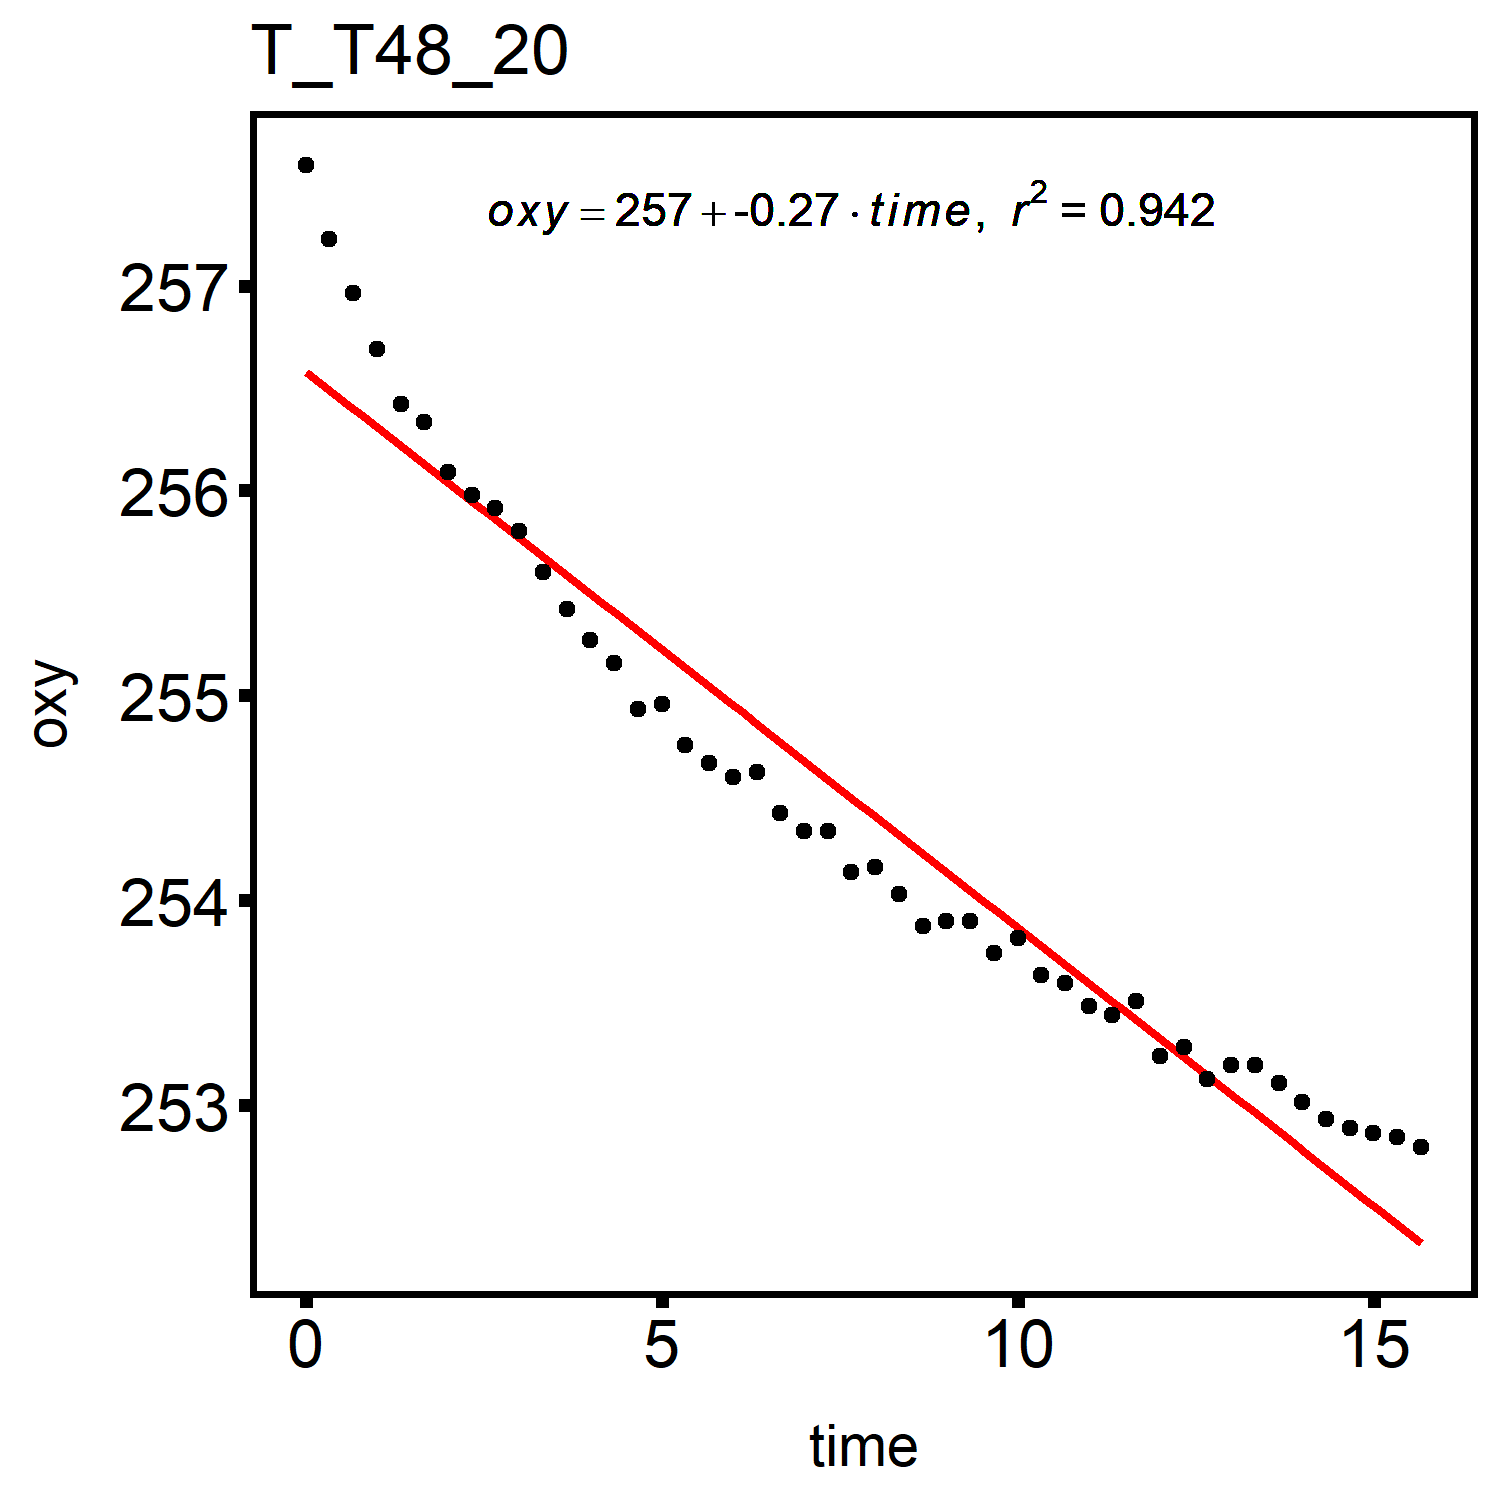 T_T48_20
oxy = 257 + -0.27 · time, r² = 0.942
257
256
255
254
253
oxy
0 5 10 15
time